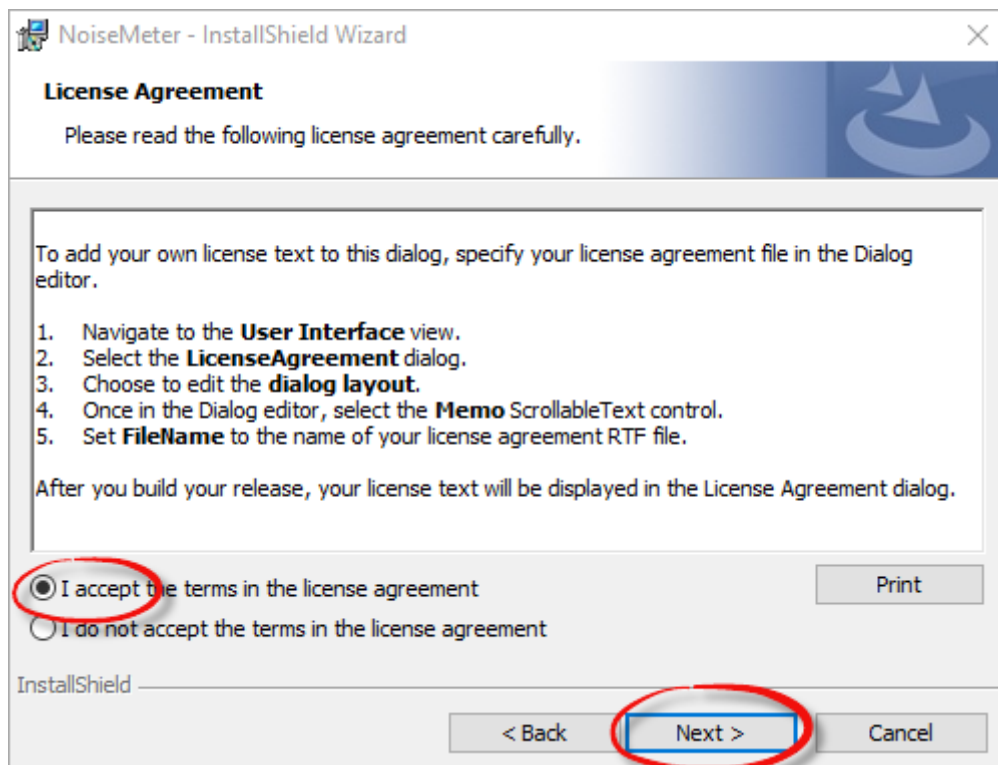 NoiseMeter - InstallShield Wizard
License Agreement
Please read the following license agreement carefully.
To add your own license text to this dialog, specify your license agreement file in the Dialog
editor.
1. Navigate to the User Interface view.
2. Select the LicenseAgreement dialog.
3. Choose to edit the dialog layout.
4. Once in the Dialog editor, select the Memo ScrollableText control.
5. Set FileName to the name of your license agreement RTF file.
After you build your release, your license text will be displayed in the License Agreement dialog.
I accept the terms in the license agreement
Print
I do not accept the terms in the license agreement
InstallShield
< Back Next > Cancel